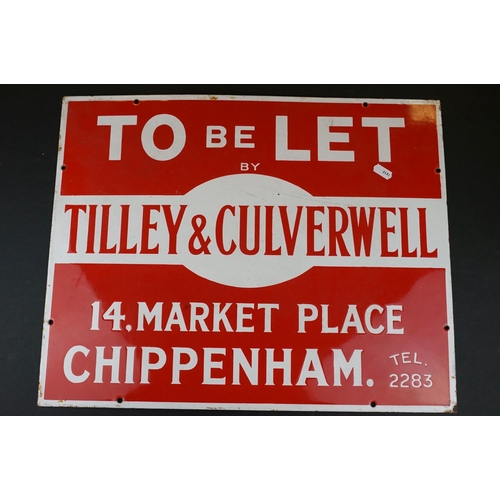 TO BE LET
BY
TILLEY & CULVERWELL
14, MARKET PLACE
CHIPPENHAM.
TEL.
2283